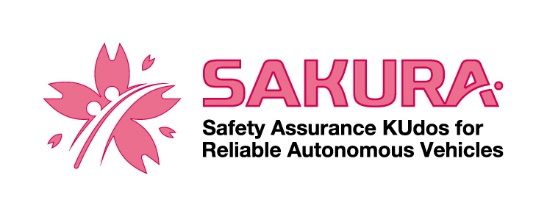 SAKURA
Safety Assurance KUdos for
Reliable Autonomous Vehicles